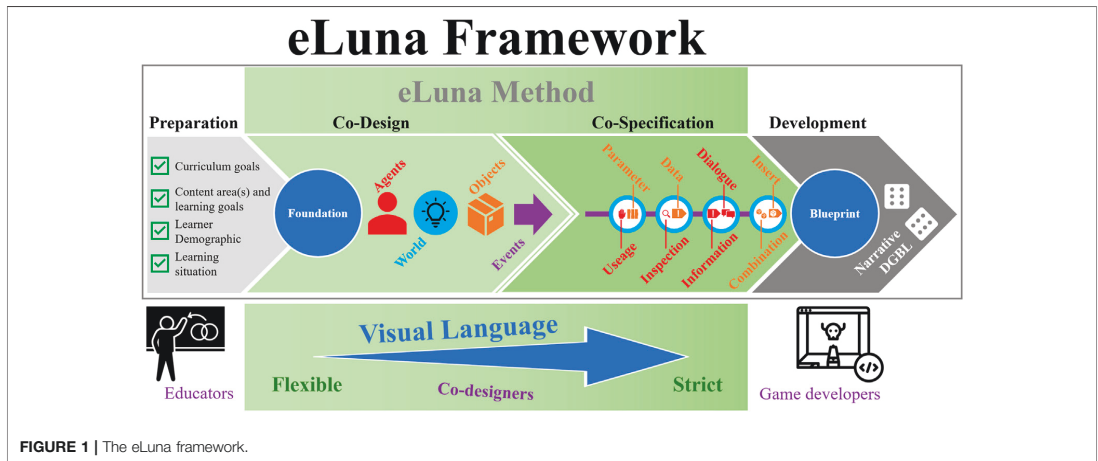 eLuna Framework
eLuna Method
Preparation
Co-Design
Co-Specification
Development
Curriculum goals
Content area(s) and
learning goals
Learner
Demographic
Learning
situation
Foundation
Agents
World
Objects
Events
Parameter
Data
Dialogue
Insert
Useage
Inspection
Information
Combination
Blueprint
Narrative
DGBL
Educators
Visual Language
Flexible
Co-designers
Strict
Game developers
FIGURE 1 | The eLuna framework.